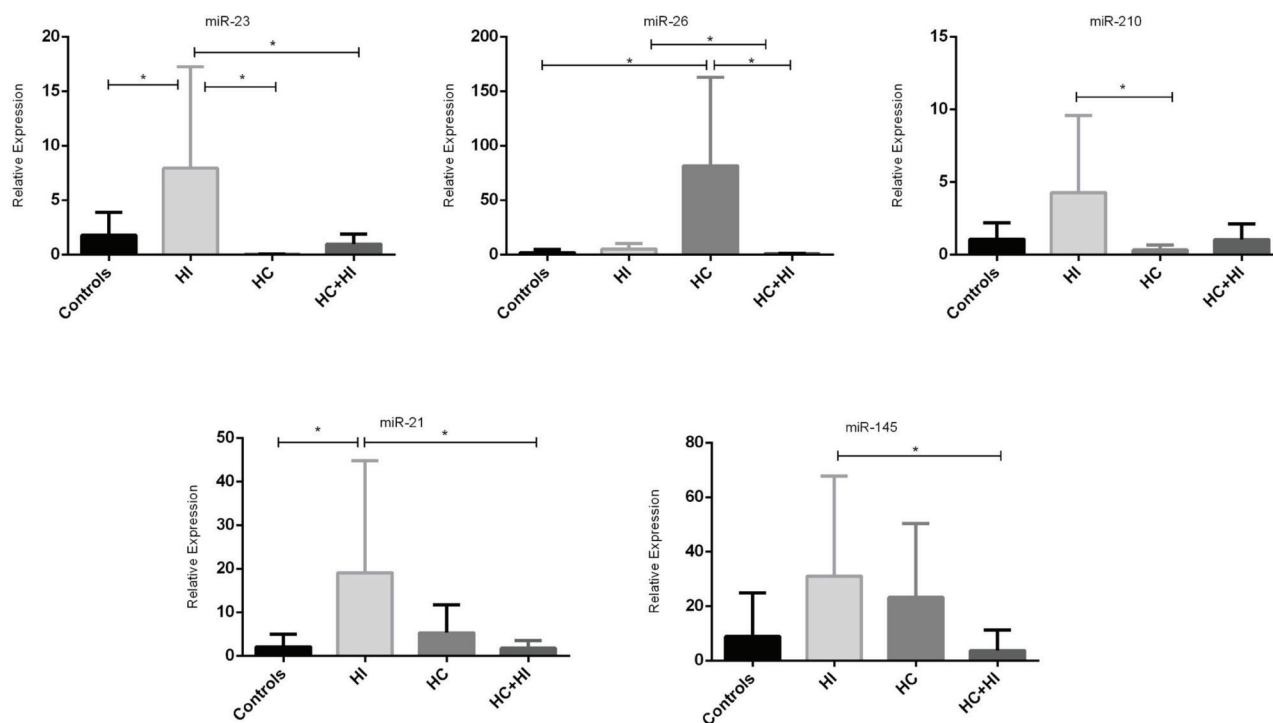 miR-23
Relative Expression
20
15
10
5
0
*
*
*
Controls
HI
HC
HC+HI
miR-26
Relative Expression
200
150
100
50
0
*
*
*
Controls
HI
HC
HC+HI
miR-210
Relative Expression
15
10
5
0
*
Controls
HI
HC
HC+HI
miR-21
Relative Expression
50
40
30
20
10
0
*
*
Controls
HI
HC
HC+HI
miR-145
Relative Expression
80
60
40
20
0
*
Controls
HI
HC
HC+HI